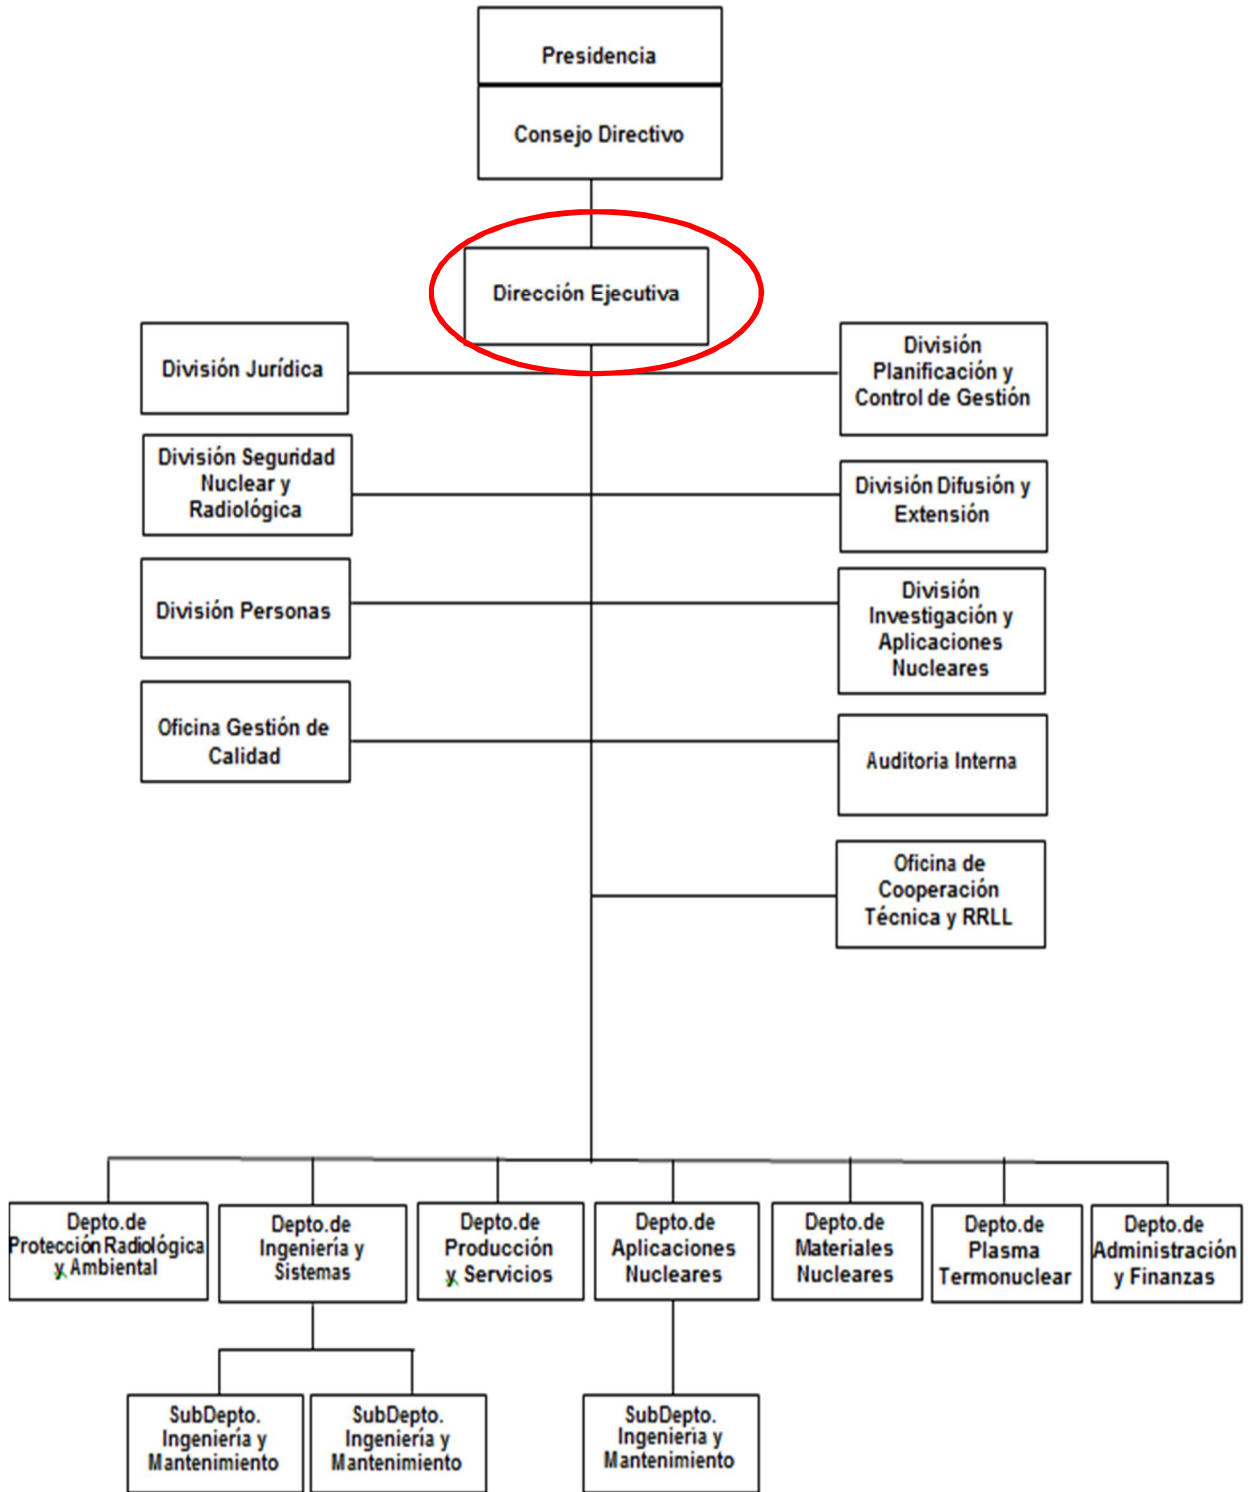 Presidencia
Consejo Directivo
Dirección Ejecutiva
División Jurídica
División
Planificación y
Control de Gestión
División Seguridad
Nuclear y
Radiológica
División Difusión y
Extensión
División Personas
División
Investigación y
Aplicaciones
Nucleares
Oficina Gestión de
Calidad
Auditoria Interna
Oficina de
Cooperación
Técnica y RRLL
Depto.de
Protección Radiológica
y Ambiental
Depto.de
Ingeniería y
Sistemas
Depto.de
Producción
y Servicios
Depto.de
Aplicaciones
Nucleares
Depto.de
Materiales
Nucleares
Depto.de
Plasma
Termonuclear
Depto.de
Administración
y Finanzas
SubDepto.
Ingeniería y
Mantenimiento
SubDepto.
Ingeniería y
Mantenimiento
SubDepto.
Ingenieria y
Mantenimiento